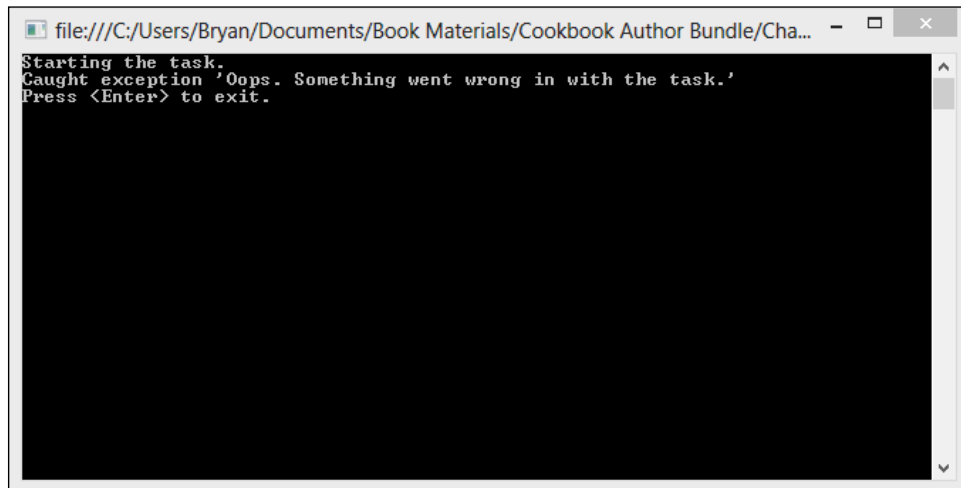 file:///C:/Users/Bryan/Documents/Book Materials/Cookbook Author Bundle/Cha...
Starting the task.
Caught exception 'Oops. Something went wrong in with the task.'
Press <Enter> to exit.